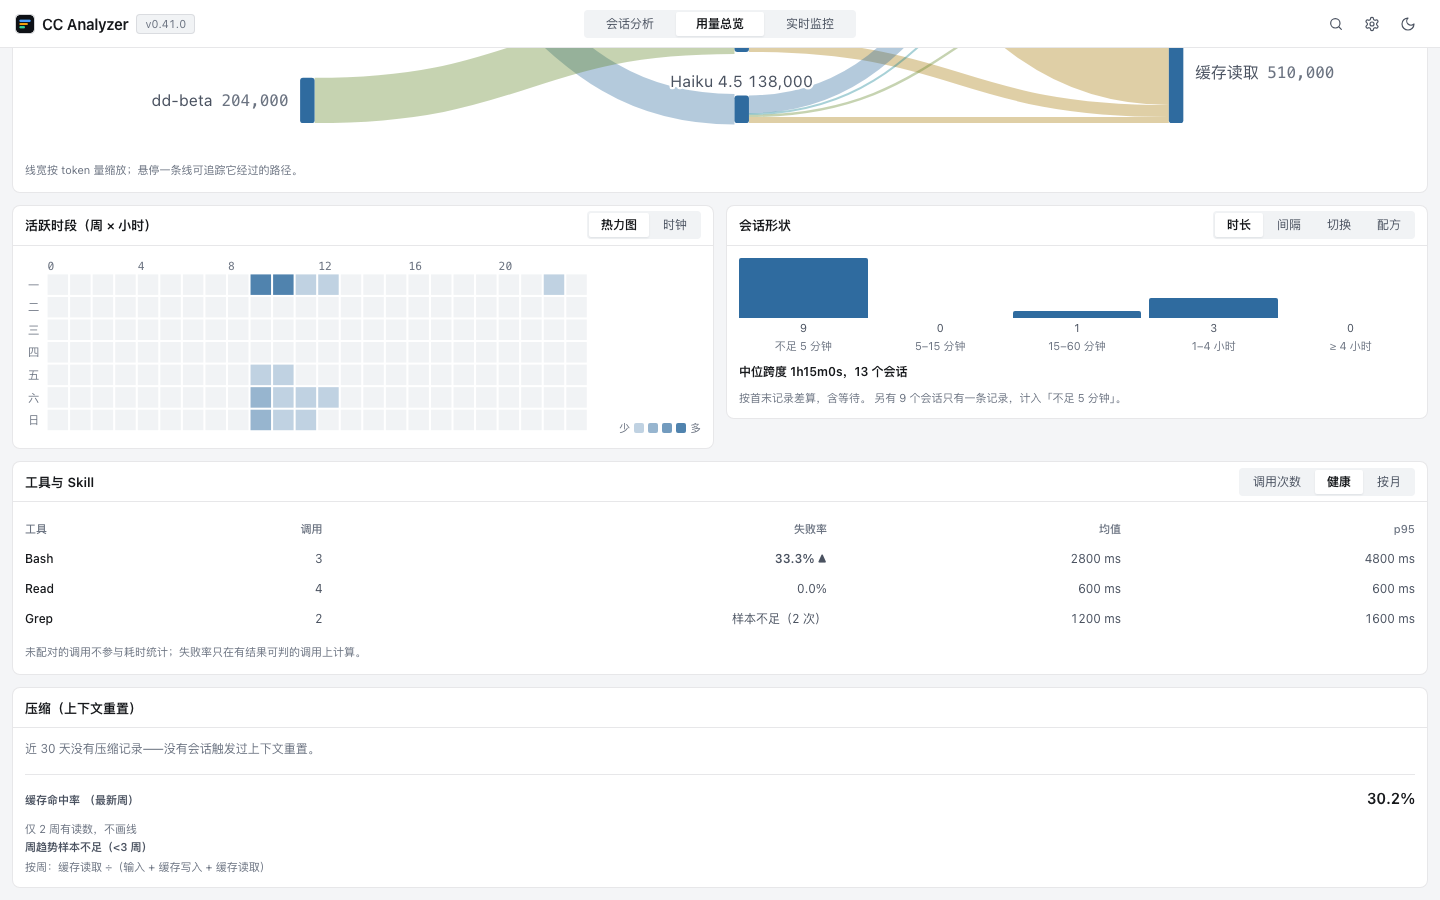 CC Analyzer v0.41.0 会话分析 用量总览 实时监控
dd-beta 204,000
Haiku 4.5 138,000
缓存读取 510,000
线宽按 token 量缩放；悬停一条线可追踪它经过的路径。
活跃时段（周 × 小时） 热力图 时钟
0 4 8 12 16 20
一
二
三
四
五
六
日
少 多
会话形状 时长 间隔 切换 配方
9 0 1 3 0
不足 5 分钟 5–15 分钟 15–60 分钟 1–4 小时 ≥ 4 小时
中位跨度 1h15m0s，13 个会话
按首末记录差算，含等待。 另有 9 个会话只有一条记录，计入「不足 5 分钟」。
工具与 Skill 调用次数 健康 按月
工具 调用 失败率 均值 p95
Bash 3 33.3% ▲ 2800 ms 4800 ms
Read 4 0.0% 600 ms 600 ms
Grep 2 样本不足（2 次） 1200 ms 1600 ms
未配对的调用不参与耗时统计；失败率只在有结果可判的调用上计算。
压缩（上下文重置）
近 30 天没有压缩记录——没有会话触发过上下文重置。
缓存命中率 （最新周） 30.2%
仅 2 周有读数，不画线
周趋势样本不足（<3 周）
按周：缓存读取 ÷（输入 + 缓存写入 + 缓存读取）